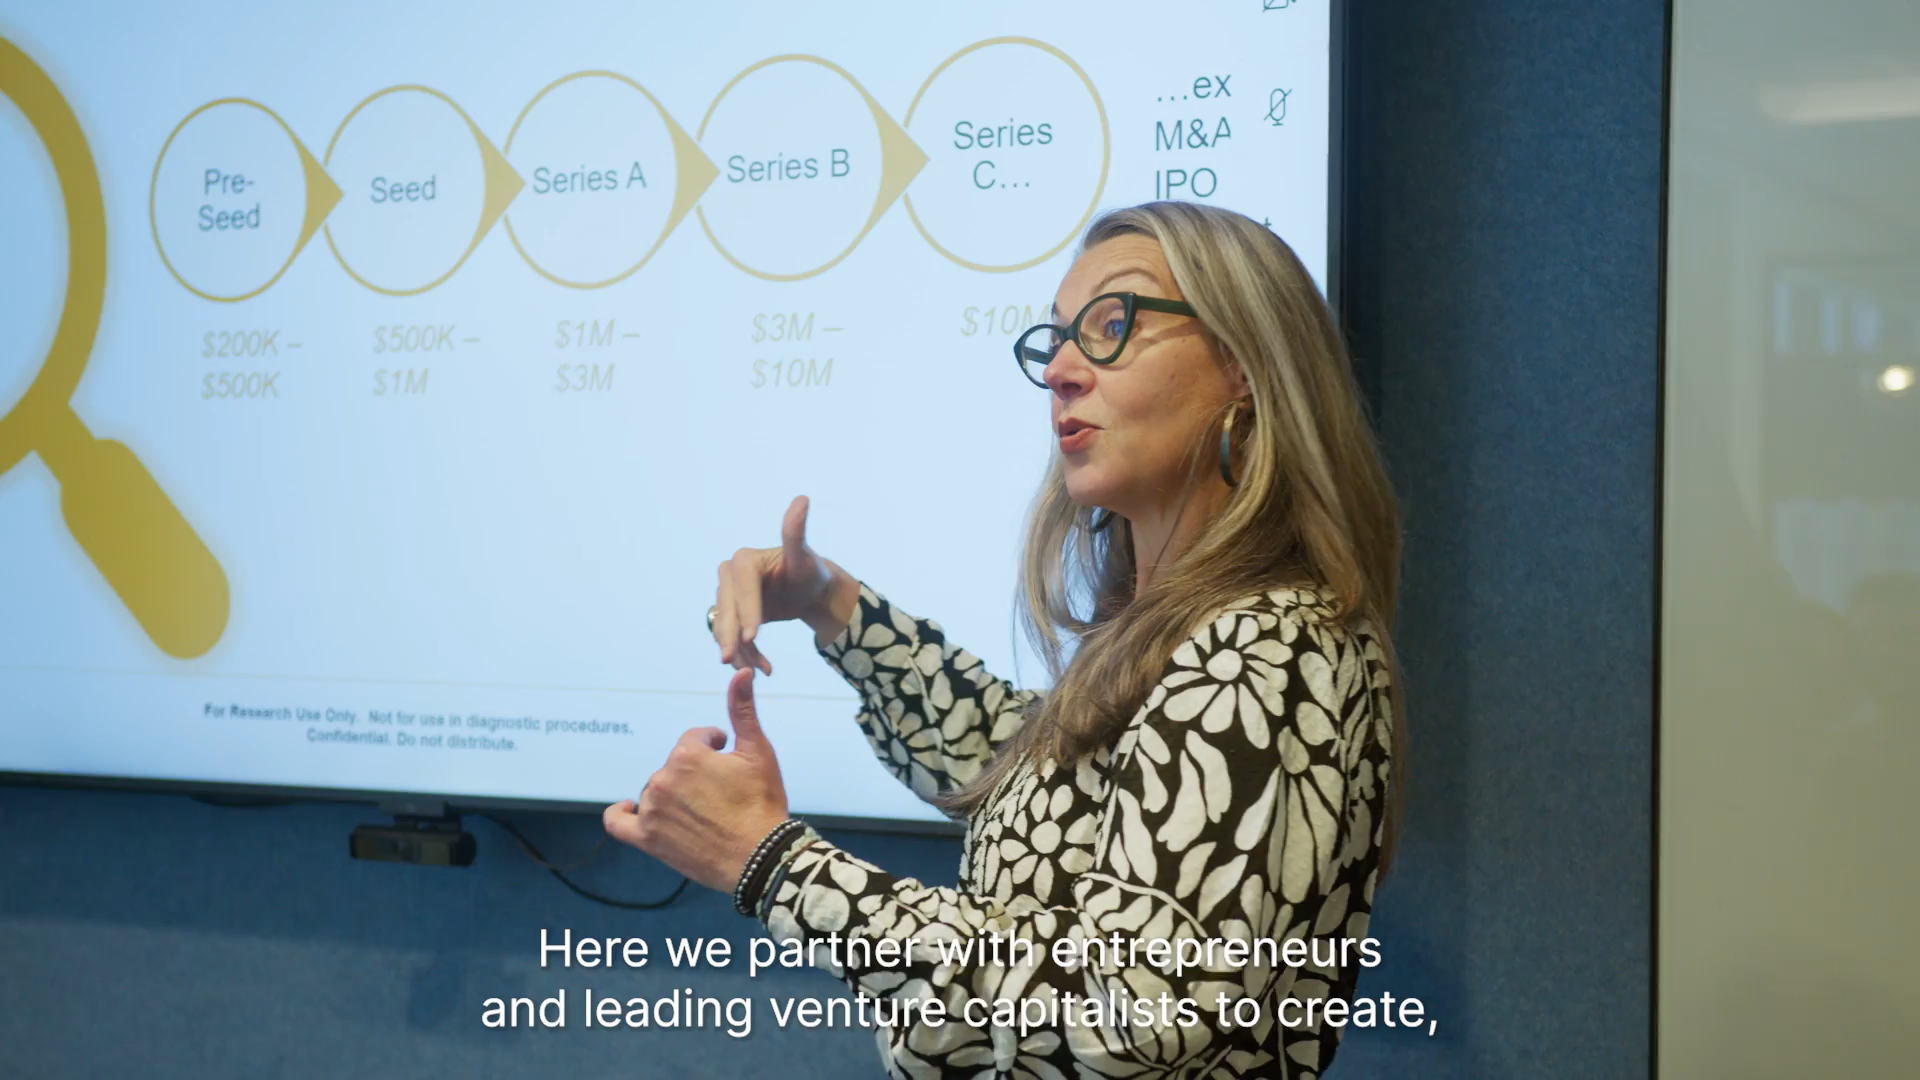 Pre-
Seed
Seed
Series A
Series B
Series
C...
...ex
M&A
IPO
$200K –
$500K
$500K –
$1M
$1M –
$3M
$3M –
$10M
$10M
For Research Use Only. Not for use in diagnostic procedures.
Confidential. Do not distribute.
Here we partner with entrepreneurs
and leading venture capitalists to create,